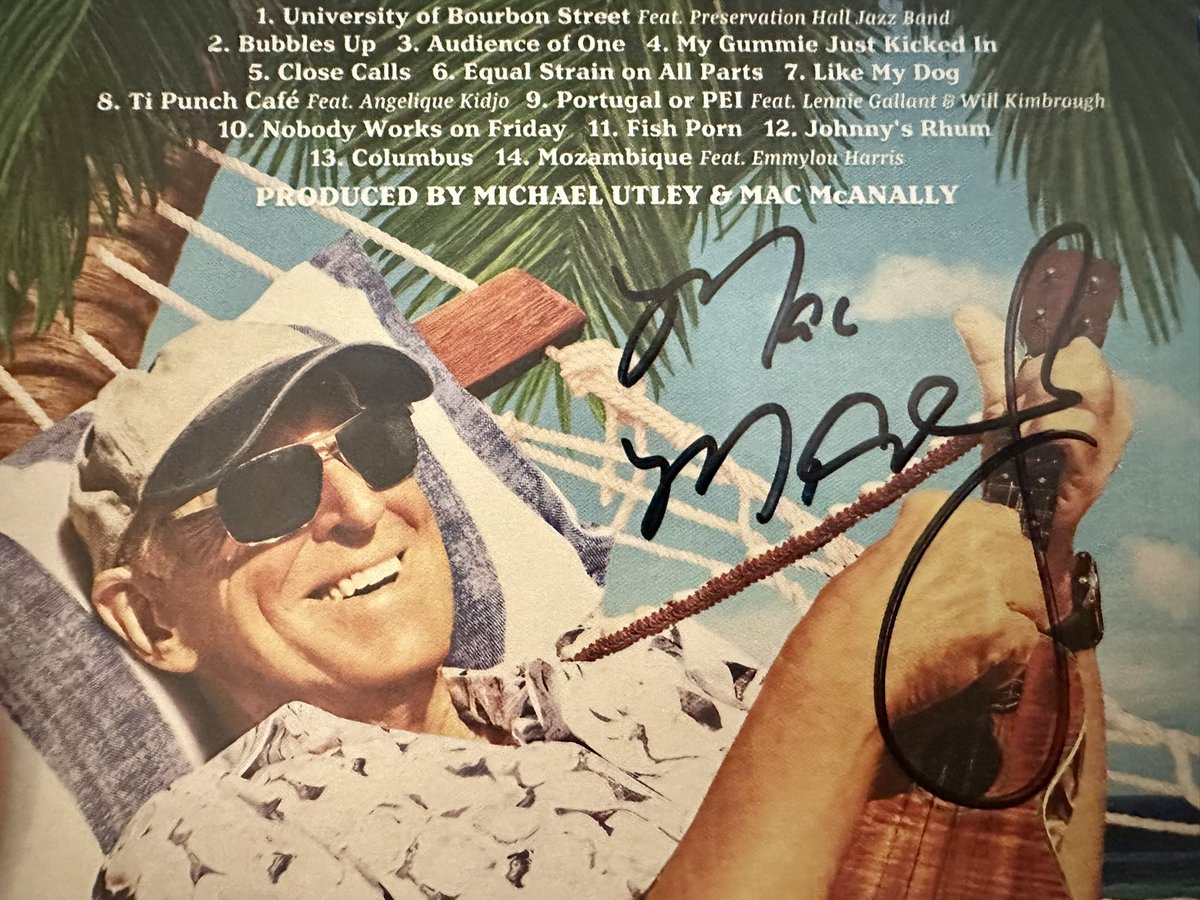 1. University of Bourbon Street Feat. Preservation Hall Jazz Band
2. Bubbles Up 3. Audience of One 4. My Gummie Just Kicked In
5. Close Calls 6. Equal Strain on All Parts 7. Like My Dog
8. Ti Punch Café Feat. Angelique Kidjo 9. Portugal or PEI Feat. Lennie Gallant & Will Kimbrough
10. Nobody Works on Friday 11. Fish Porn 12. Johnny's Rhum
13. Columbus 14. Mozambique Feat. Emmylou Harris
PRODUCED BY MICHAEL UTLEY & MAC McANALLY
Mac